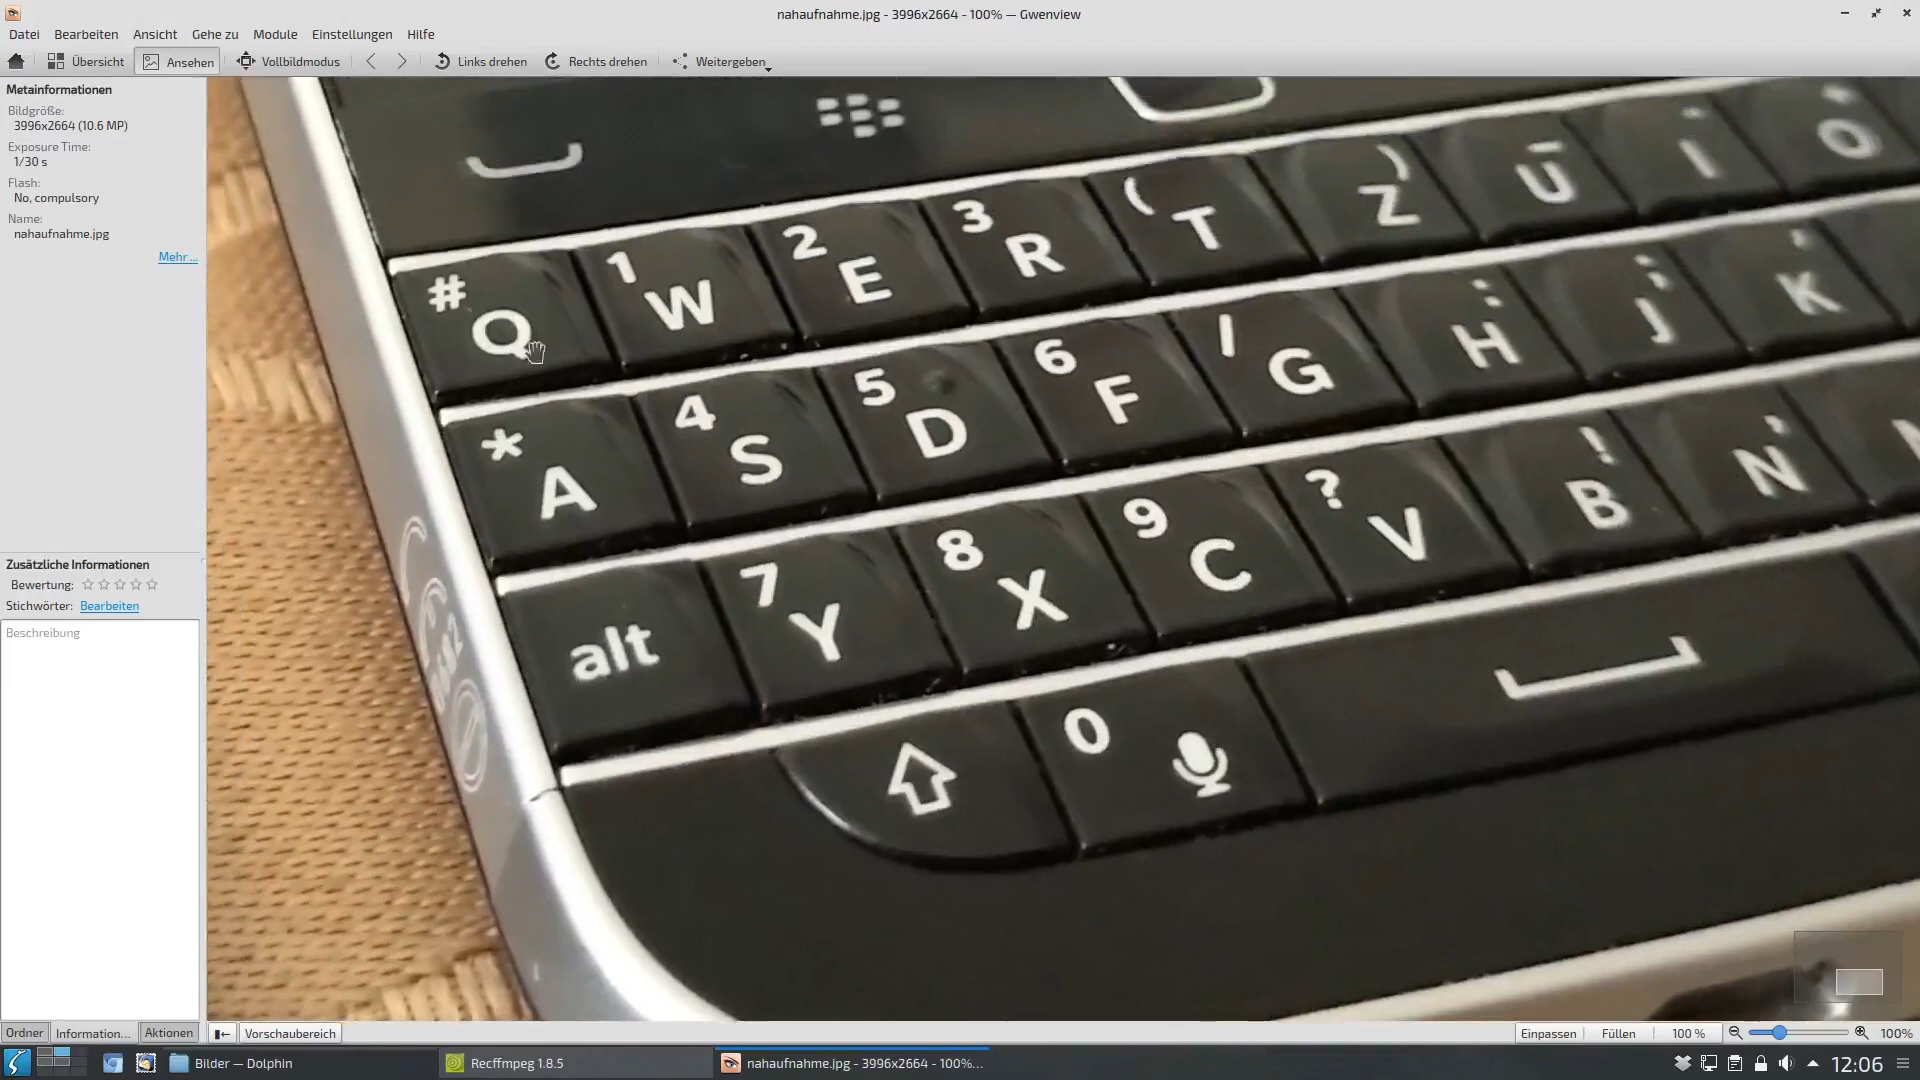 nahaufnahme.jpg - 3996x2664 - 100% — Gwenview
Datei Bearbeiten Ansicht Gehe zu Module Einstellungen Hilfe
Übersicht Ansehen Vollbildmodus Links drehen Rechts drehen Weitergeben
Metainformationen
Bildgröße:
3996x2664 (10.6 MP)
Exposure Time:
1/30 s
Flash:
No, compulsory
Name:
nahaufnahme.jpg
Mehr ...
Zusätzliche Informationen
Bewertung:
Stichwörter: Bearbeiten
Beschreibung
# Q 1 W 2 E 3 R ( T ) Z _ U - I + O
* A 4 S 5 D 6 F / G : H ; J ' K
alt 7 Y 8 X 9 C ? V ! B , N
0
Ordner Information... Aktionen Vorschaubereich Einpassen Füllen 100 % 100%
Bilder — Dolphin Recffmpeg 1.8.5 nahaufnahme.jpg - 3996x2664 - 100%... 12:06